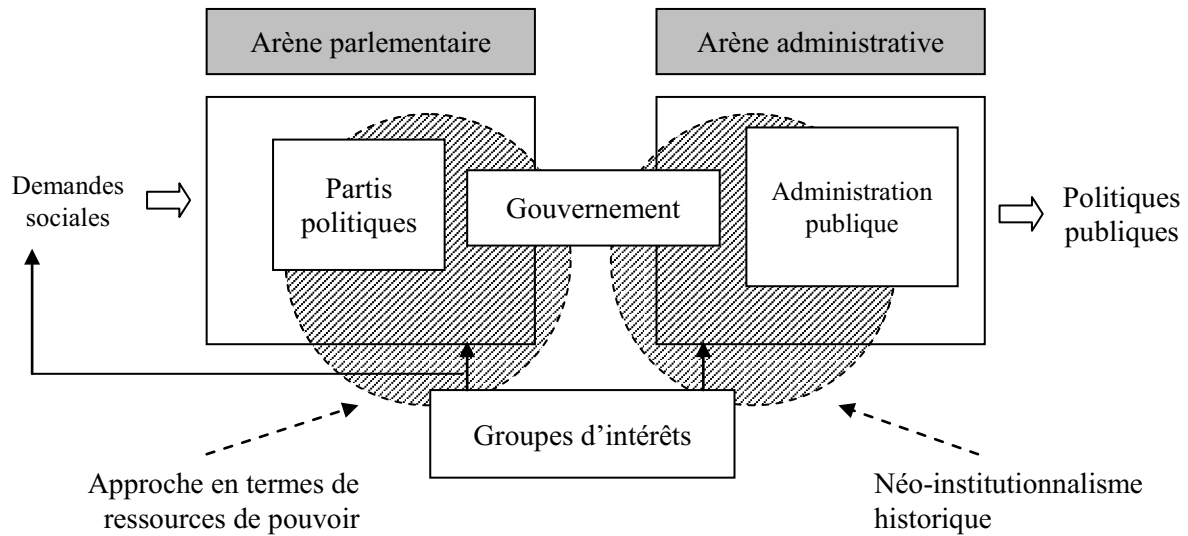 Arène parlementaire
Arène administrative
Demandes
sociales
Partis
politiques
Gouvernement
Administration
publique
Politiques
publiques
Groupes d’intérêts
Approche en termes de
ressources de pouvoir
Néo-institutionnalisme
historique